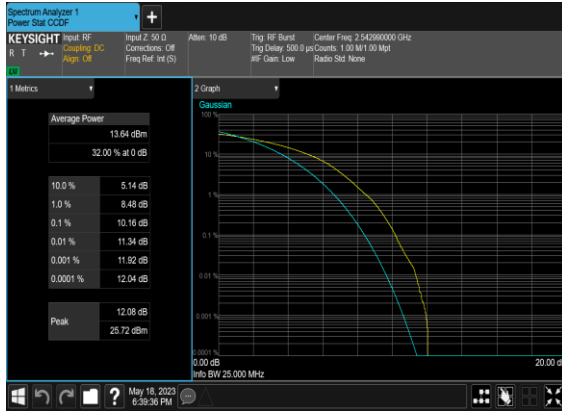 Spectrum Analyzer 1
Power Stat CCDF
+
KEYSIGHT
R T
LU
Input: RF
Coupling: DC
Align: Off
Input Z: 50 Ω
Corrections: Off
Freq Ref: Int (S)
Atten: 10 dB
Trig: RF Burst
Trig Delay: 500.0 µs
#IF Gain: Low
Center Freq: 2.542990000 GHz
Counts: 1.00 M/1.00 Mpt
Radio Std: None
1 Metrics
Average Power
13.64 dBm
32.00 % at 0 dB
10.0 % 5.14 dB
1.0 % 8.48 dB
0.1 % 10.16 dB
0.01 % 11.34 dB
0.001 % 11.92 dB
0.0001 % 12.04 dB
Peak
12.08 dB
25.72 dBm
2 Graph
Gaussian
100 %
10 %
1 %
0.1 %
0.01 %
0.001 %
0.0001 %
0.00 dB
20.00 d
Info BW 25.000 MHz
?
May 18, 2023
6:39:36 PM